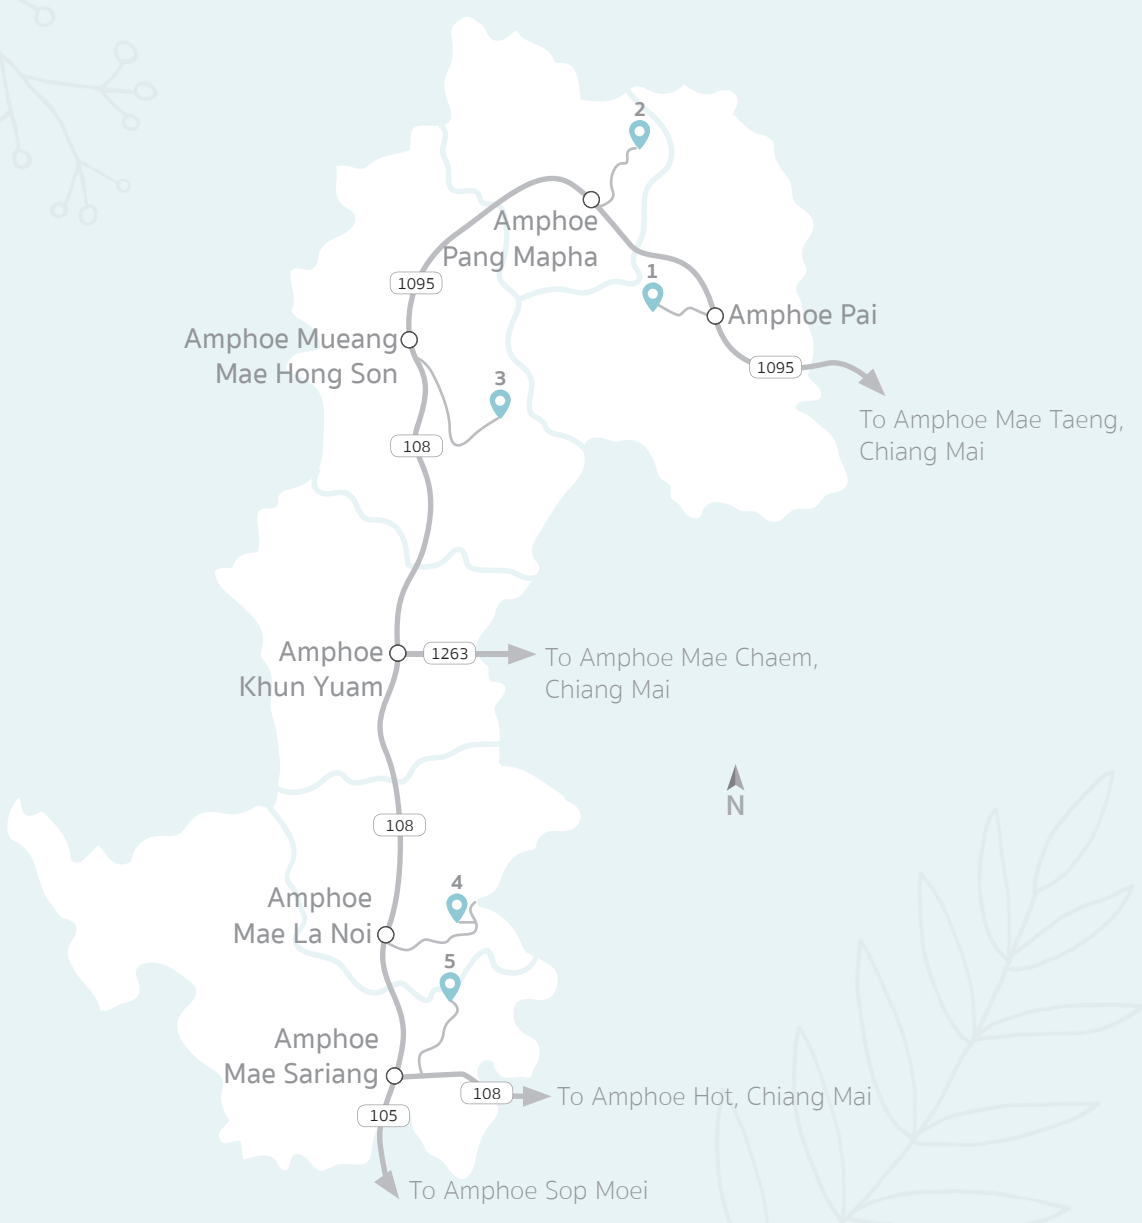 2
Amphoe
Pang Mapha
1
1095
Amphoe Pai
Amphoe Mueang
Mae Hong Son
1095
3
To Amphoe Mae Taeng,
Chiang Mai
108
Amphoe
Khun Yuam
1263
To Amphoe Mae Chaem,
Chiang Mai
N
108
4
Amphoe
Mae La Noi
5
Amphoe
Mae Sariang
108
To Amphoe Hot, Chiang Mai
105
To Amphoe Sop Moei